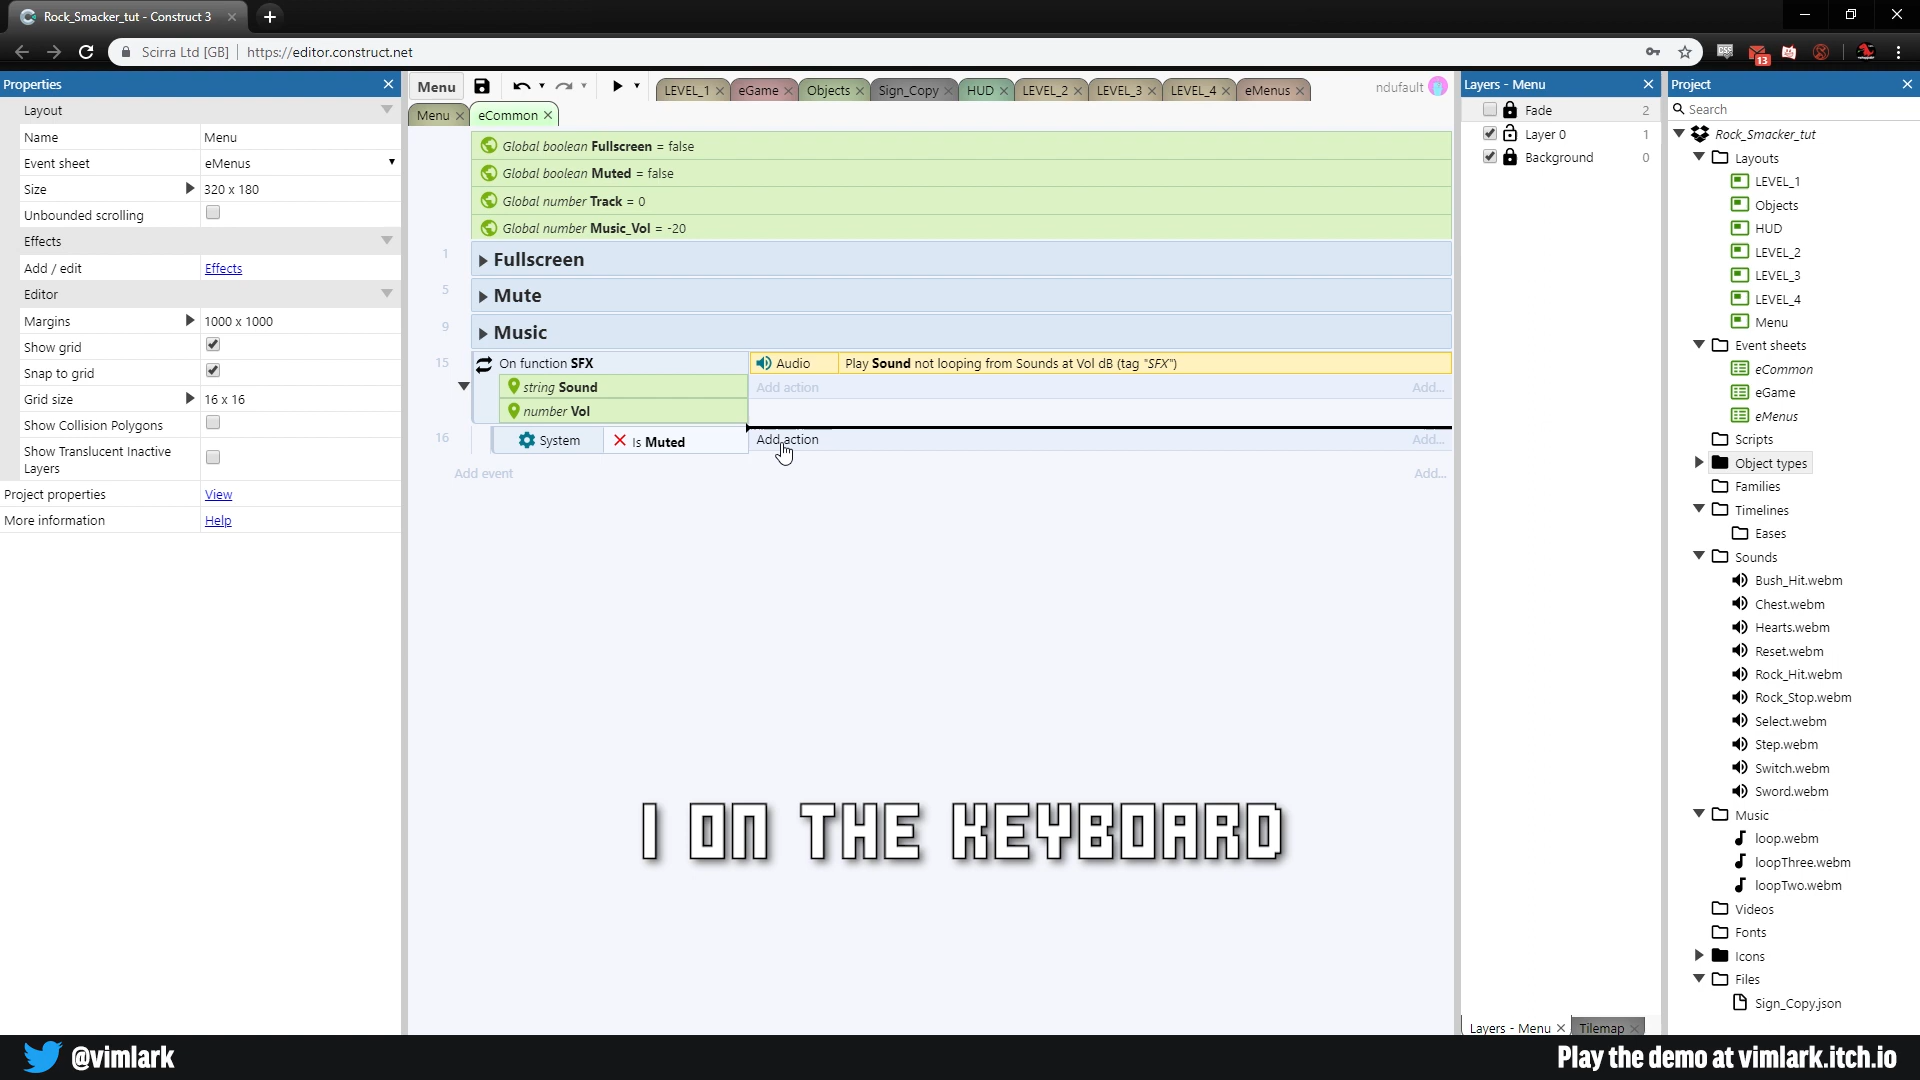 Rock_Smacker_tut - Construct 3
Scirra Ltd [GB] | https://editor.construct.net
13
Properties
Layout
Name Menu
Event sheet eMenus
Size 320 x 180
Unbounded scrolling
Effects
Add / edit Effects
Editor
Margins 1000 x 1000
Show grid
Snap to grid
Grid size 16 x 16
Show Collision Polygons
Show Translucent Inactive
Layers
Project properties View
More information Help
Menu
LEVEL_1 eGame Objects Sign_Copy HUD LEVEL_2 LEVEL_3 LEVEL_4 eMenus
ndufault
Menu eCommon
Global boolean Fullscreen = false
Global boolean Muted = false
Global number Track = 0
Global number Music_Vol = -20
1 Fullscreen
5 Mute
9 Music
15 On function SFX Audio Play Sound not looping from Sounds at Vol dB (tag "SFX")
string Sound Add action Add...
number Vol
16 System Is Muted Add action Add...
Add event Add...
I ON THE KEYBOARD
Layers - Menu
Fade 2
Layer 0 1
Background 0
Layers - Menu Tilemap
Project
Search
Rock_Smacker_tut
Layouts
LEVEL_1
Objects
HUD
LEVEL_2
LEVEL_3
LEVEL_4
Menu
Event sheets
eCommon
eGame
eMenus
Scripts
Object types
Families
Timelines
Eases
Sounds
Bush_Hit.webm
Chest.webm
Hearts.webm
Reset.webm
Rock_Hit.webm
Rock_Stop.webm
Select.webm
Step.webm
Switch.webm
Sword.webm
Music
loop.webm
loopThree.webm
loopTwo.webm
Videos
Fonts
Icons
Files
Sign_Copy.json
@vimlark
Play the demo at vimlark.itch.io